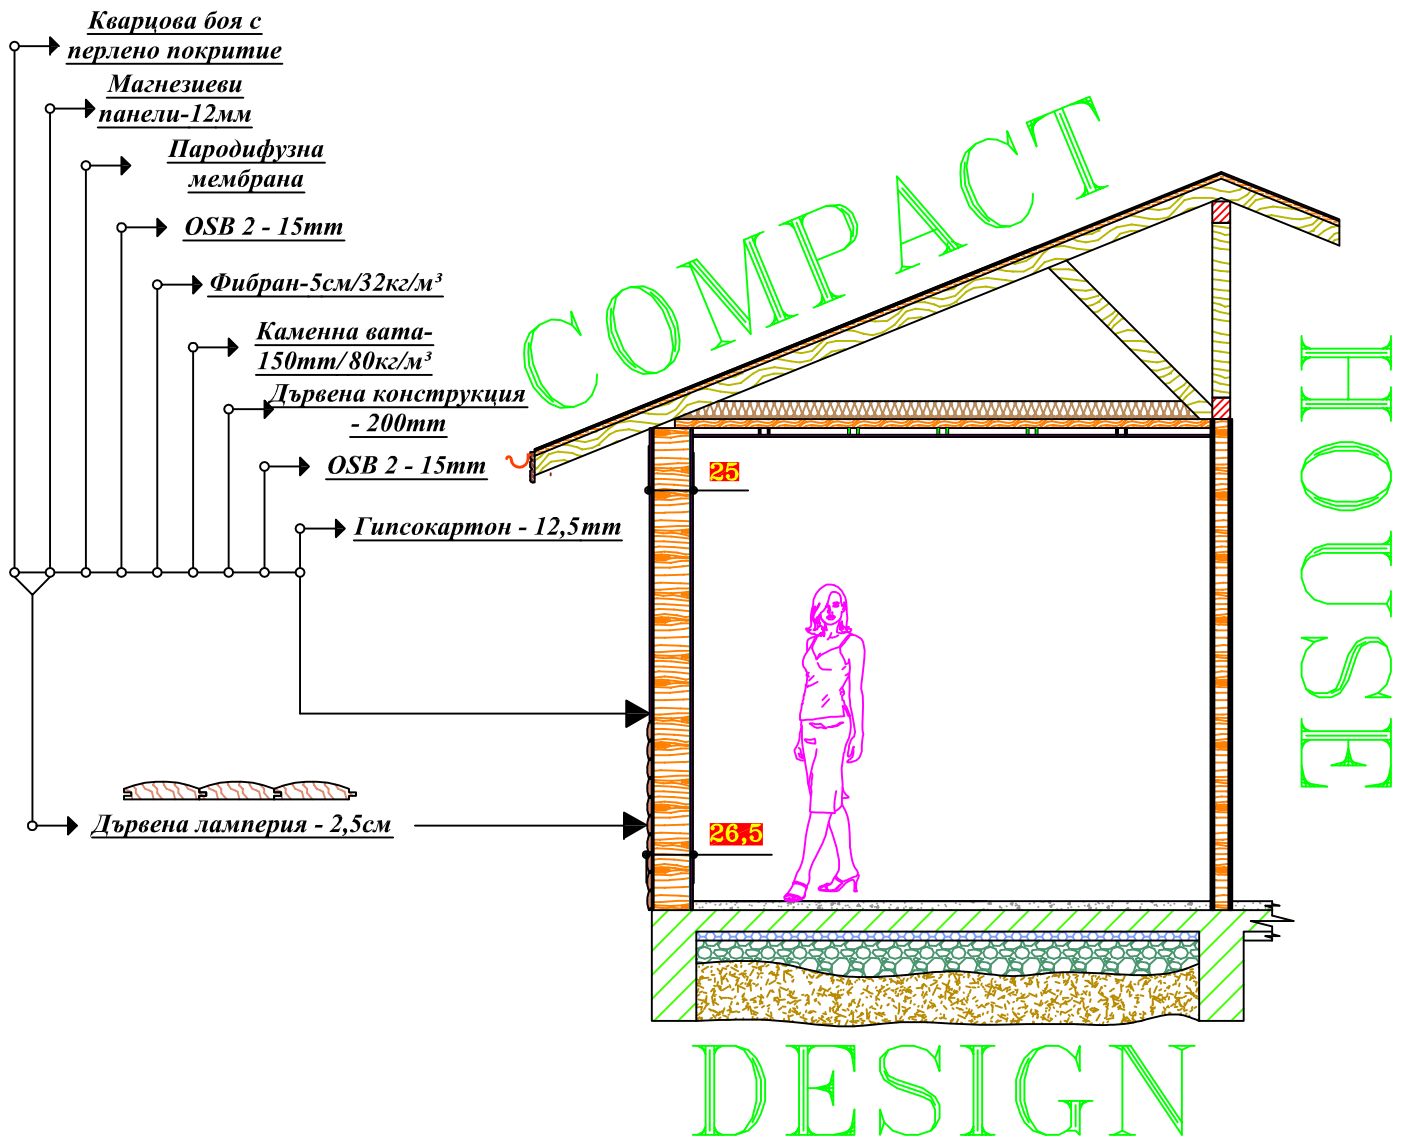 Кварцова боя с
перлено покритие
Магнезиеви
панели-12мм
Пародифузна
мембрана
OSB 2 - 15mm
Фибран-5см/32кг/м³
Каменна вата-
150mm/80кг/м³
Дървена конструкция
- 200mm
OSB 2 - 15mm
Гипсокартон - 12,5mm
Дървена ламперия - 2,5см
COMPACT
HOUSE
25
26,5
DESIGN